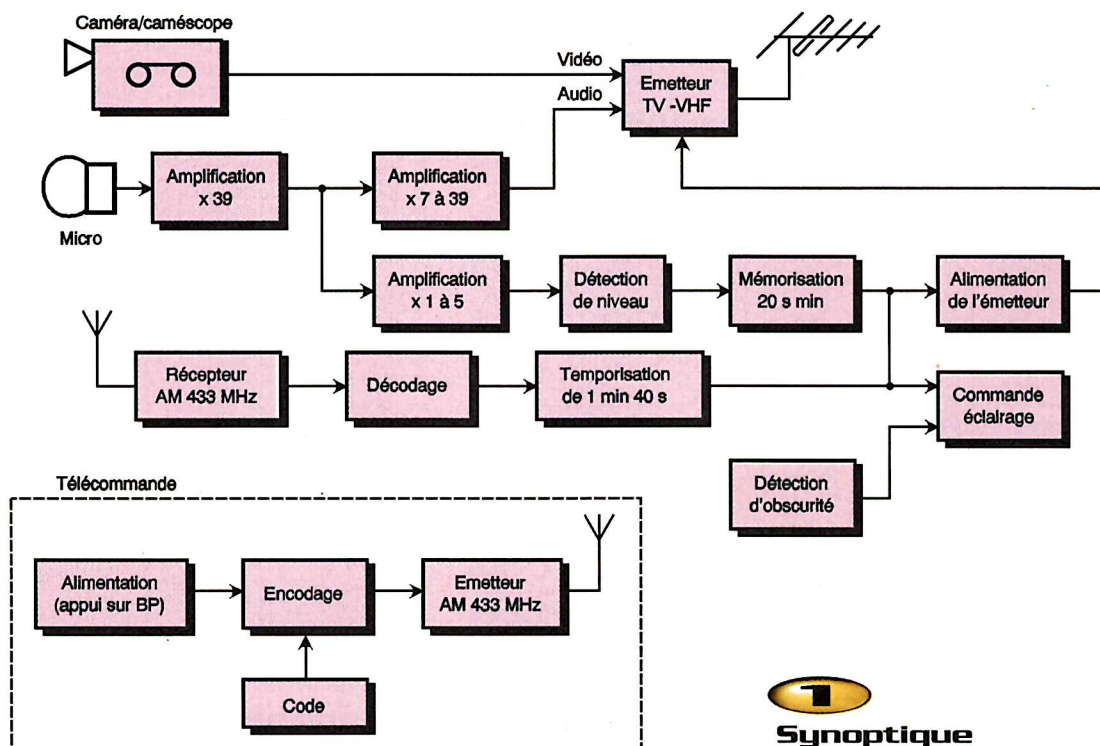 Caméra/caméscope
Vidéo
Audio
Emetteur
TV -VHF
Micro
Amplification
x 39
Amplification
x 7 à 39
Amplification
x 1 à 5
Détection
de niveau
Mémorisation
20 s min
Alimentation
de l'émetteur
Récepteur
AM 433 MHz
Décodage
Temporisation
de 1 min 40 s
Commande
éclairage
Détection
d'obscurité
Télécommande
Alimentation
(appui sur BP)
Encodage
Emetteur
AM 433 MHz
Code
1
Synoptique